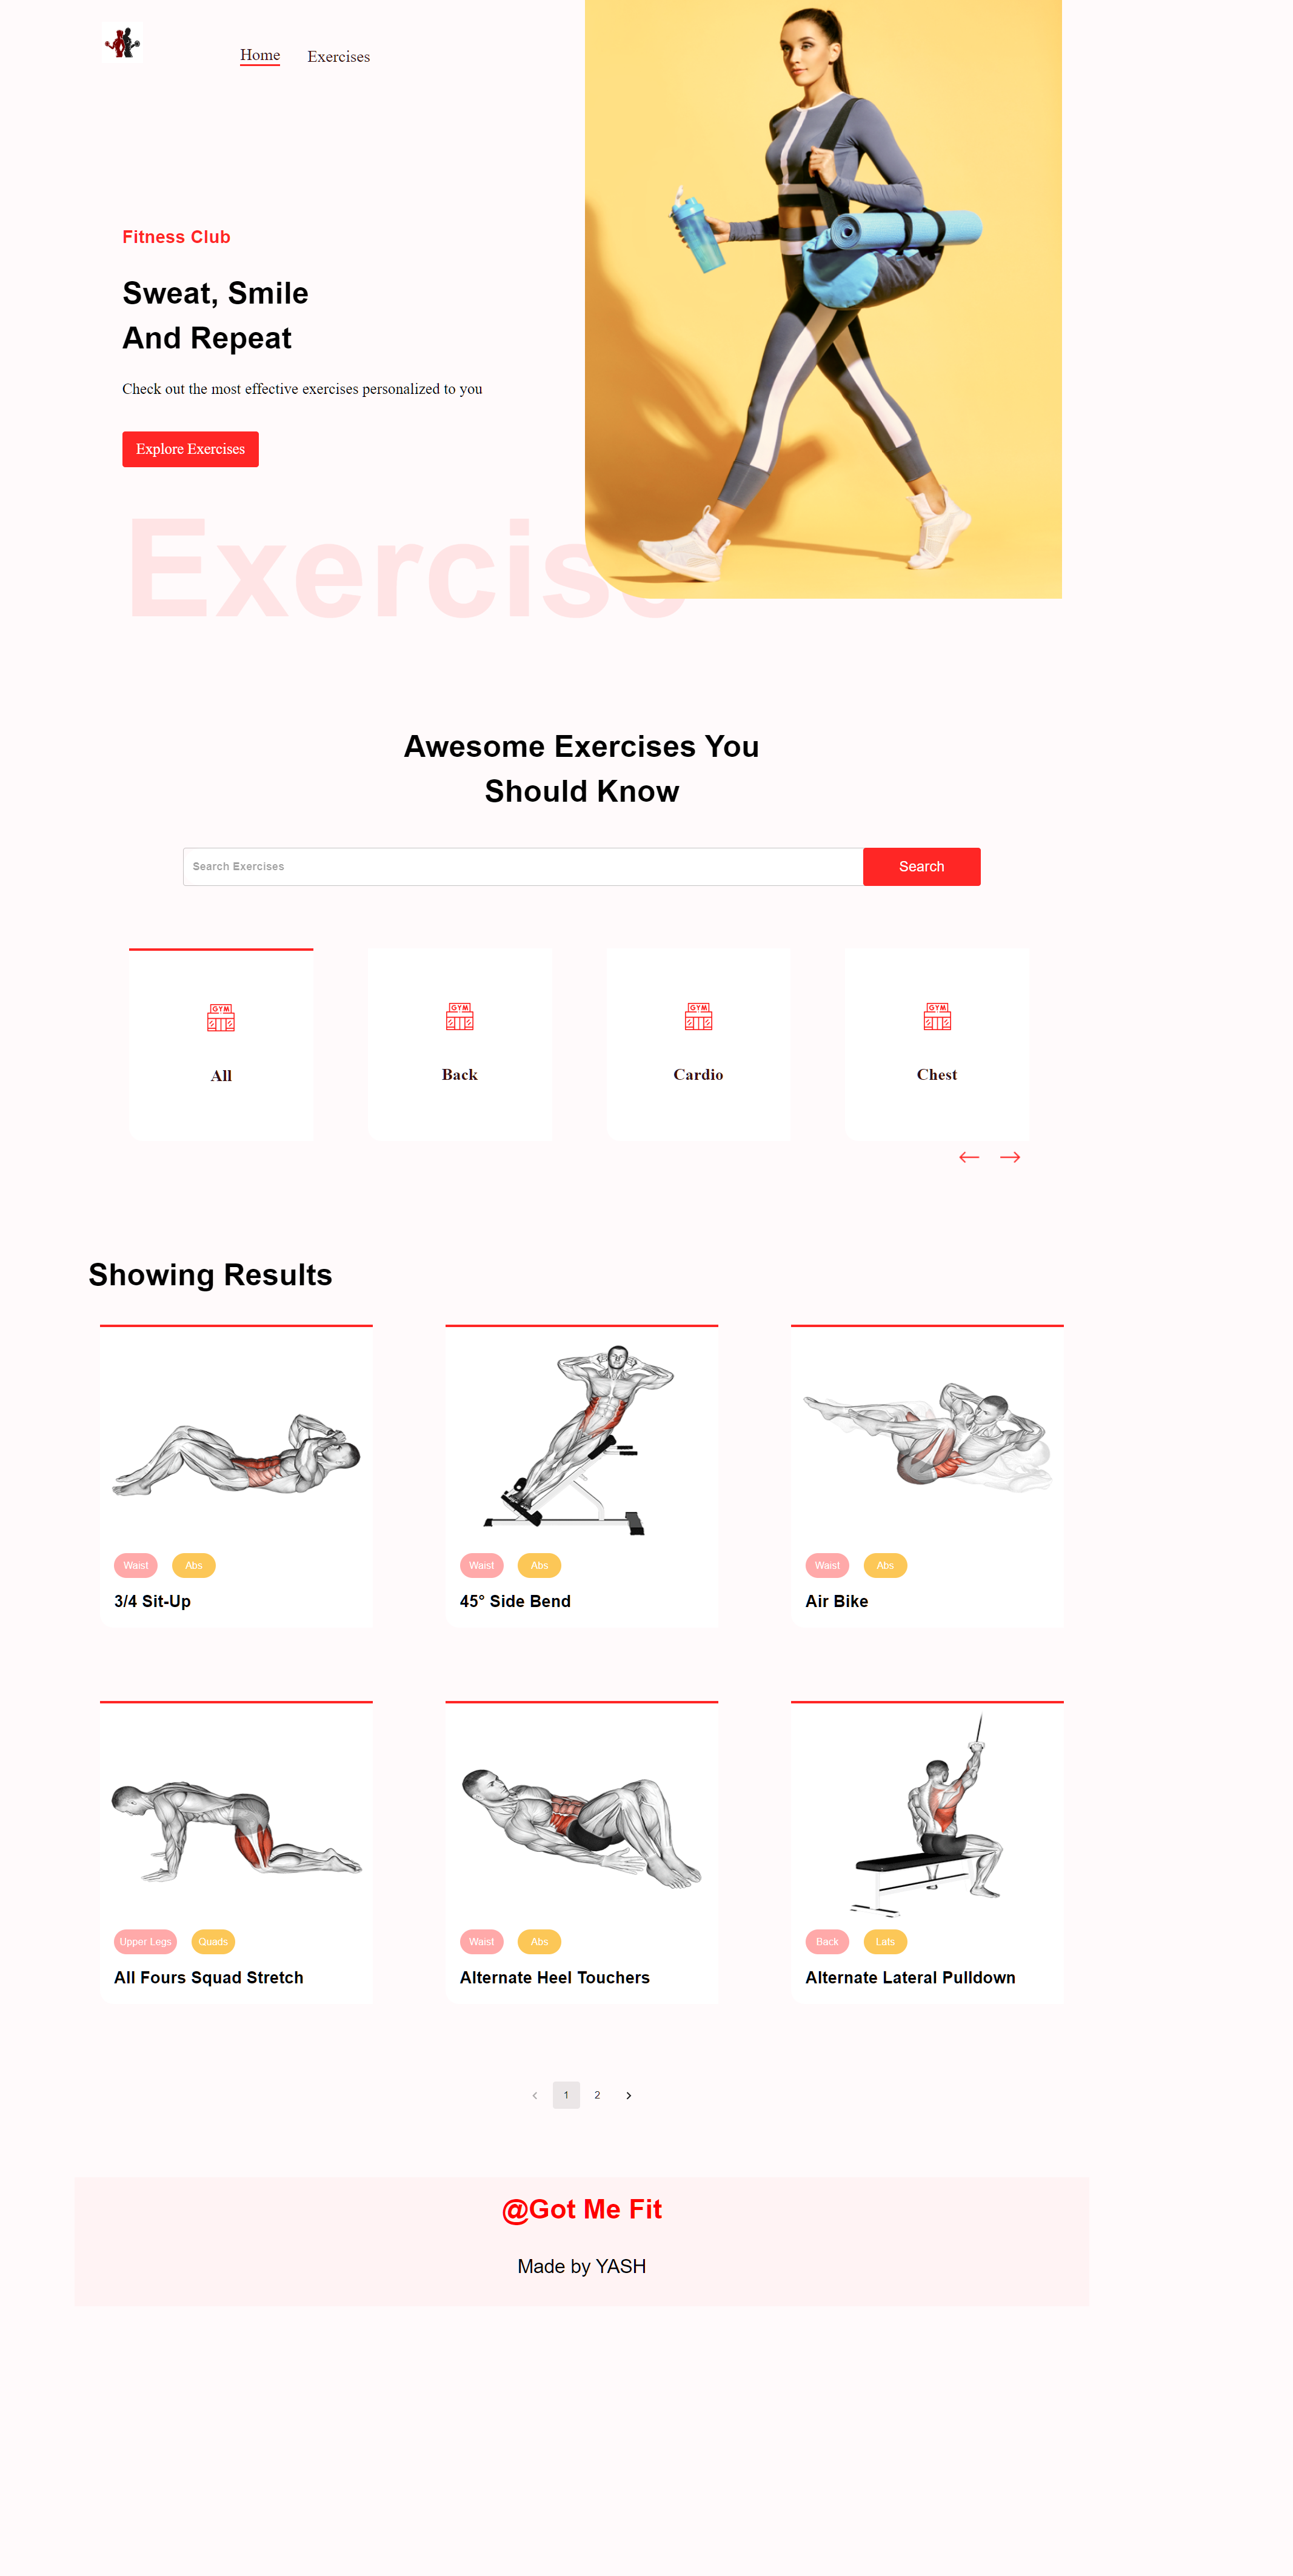 Home
Exercises
Fitness Club
Sweat, Smile
And Repeat
Check out the most effective exercises personalized to you
Explore Exercises
Exercise
Awesome Exercises You
Should Know
Search Exercises
Search
GYM
GYM
GYM
GYM
All
Back
Cardio
Chest
Showing Results
Waist
Abs
3/4 Sit-Up
Waist
Abs
45° Side Bend
Waist
Abs
Air Bike
Upper Legs
Quads
All Fours Squad Stretch
Waist
Abs
Alternate Heel Touchers
Back
Lats
Alternate Lateral Pulldown
1
2
@Got Me Fit
Made by YASH